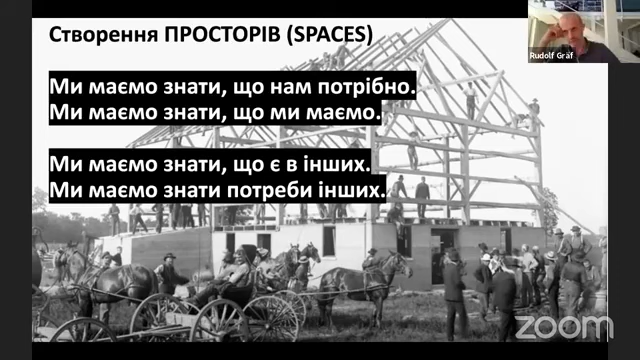 Створення ПРОСТОРІВ (SPACES)
Ми маємо знати, що нам потрібно.
Ми маємо знати, що ми маємо.
Ми маємо знати, що є в інших.
Ми маємо знати потреби інших.
Rudolf Gräf
zoom